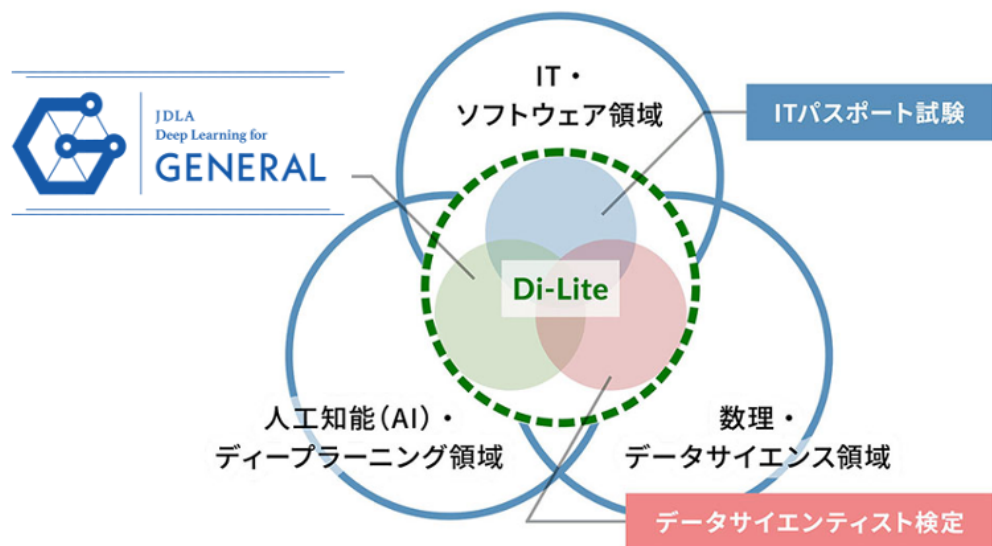 JDLA
Deep Learning for
GENERAL
IT・
ソフトウェア領域
ITパスポート試験
Di-Lite
人工知能(AI)・
ディープラーニング領域
数理・
データサイエンス領域
データサイエンティスト検定